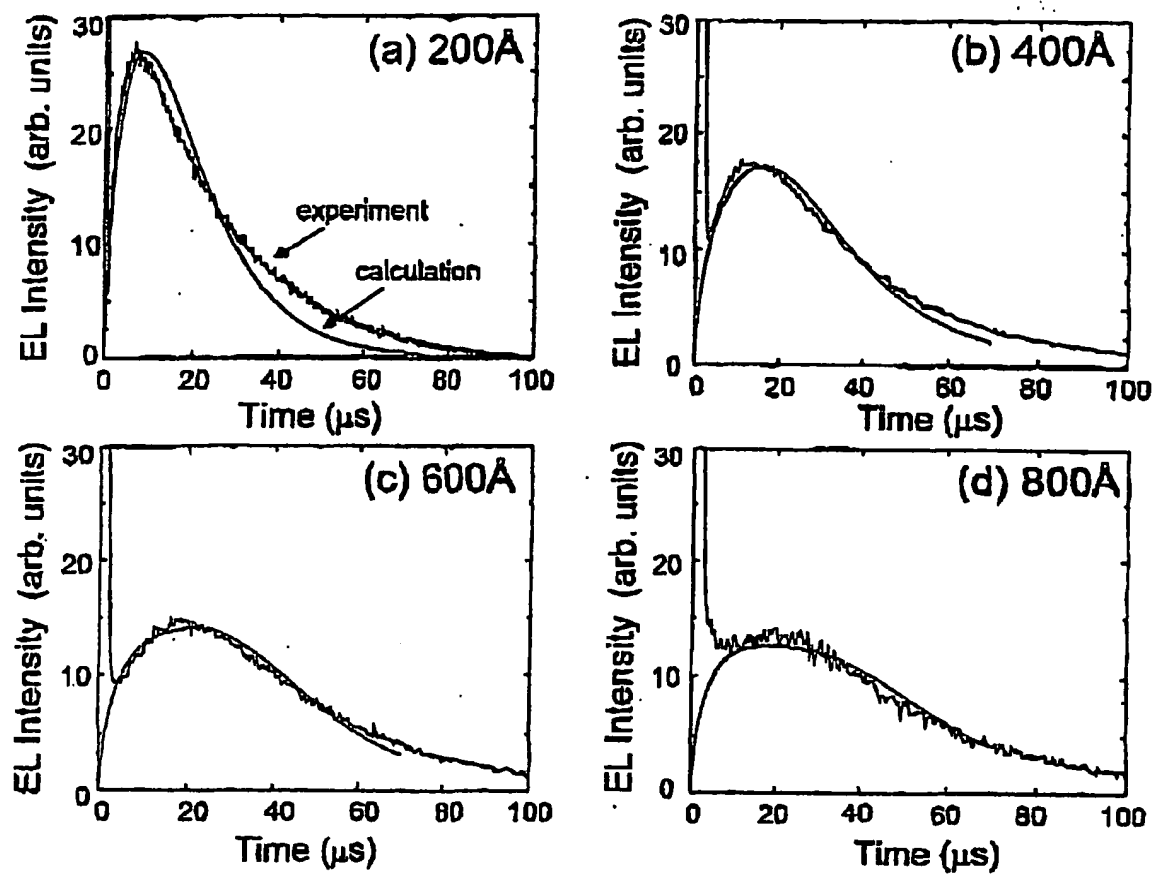 (a) 200Å
EL Intensity (arb. units)
30
20
10
0
experiment
calculation
0 20 40 60 80 100
Time (μs)
(b) 400Å
EL Intensity (arb. units)
30
20
10
0
0 20 40 60 80 100
Time (μs)
(c) 600Å
EL Intensity (arb. units)
30
20
10
0
0 20 40 60 80 100
Time (μs)
(d) 800Å
EL Intensity (arb. units)
30
20
10
0
0 20 40 60 80 100
Time (μs)